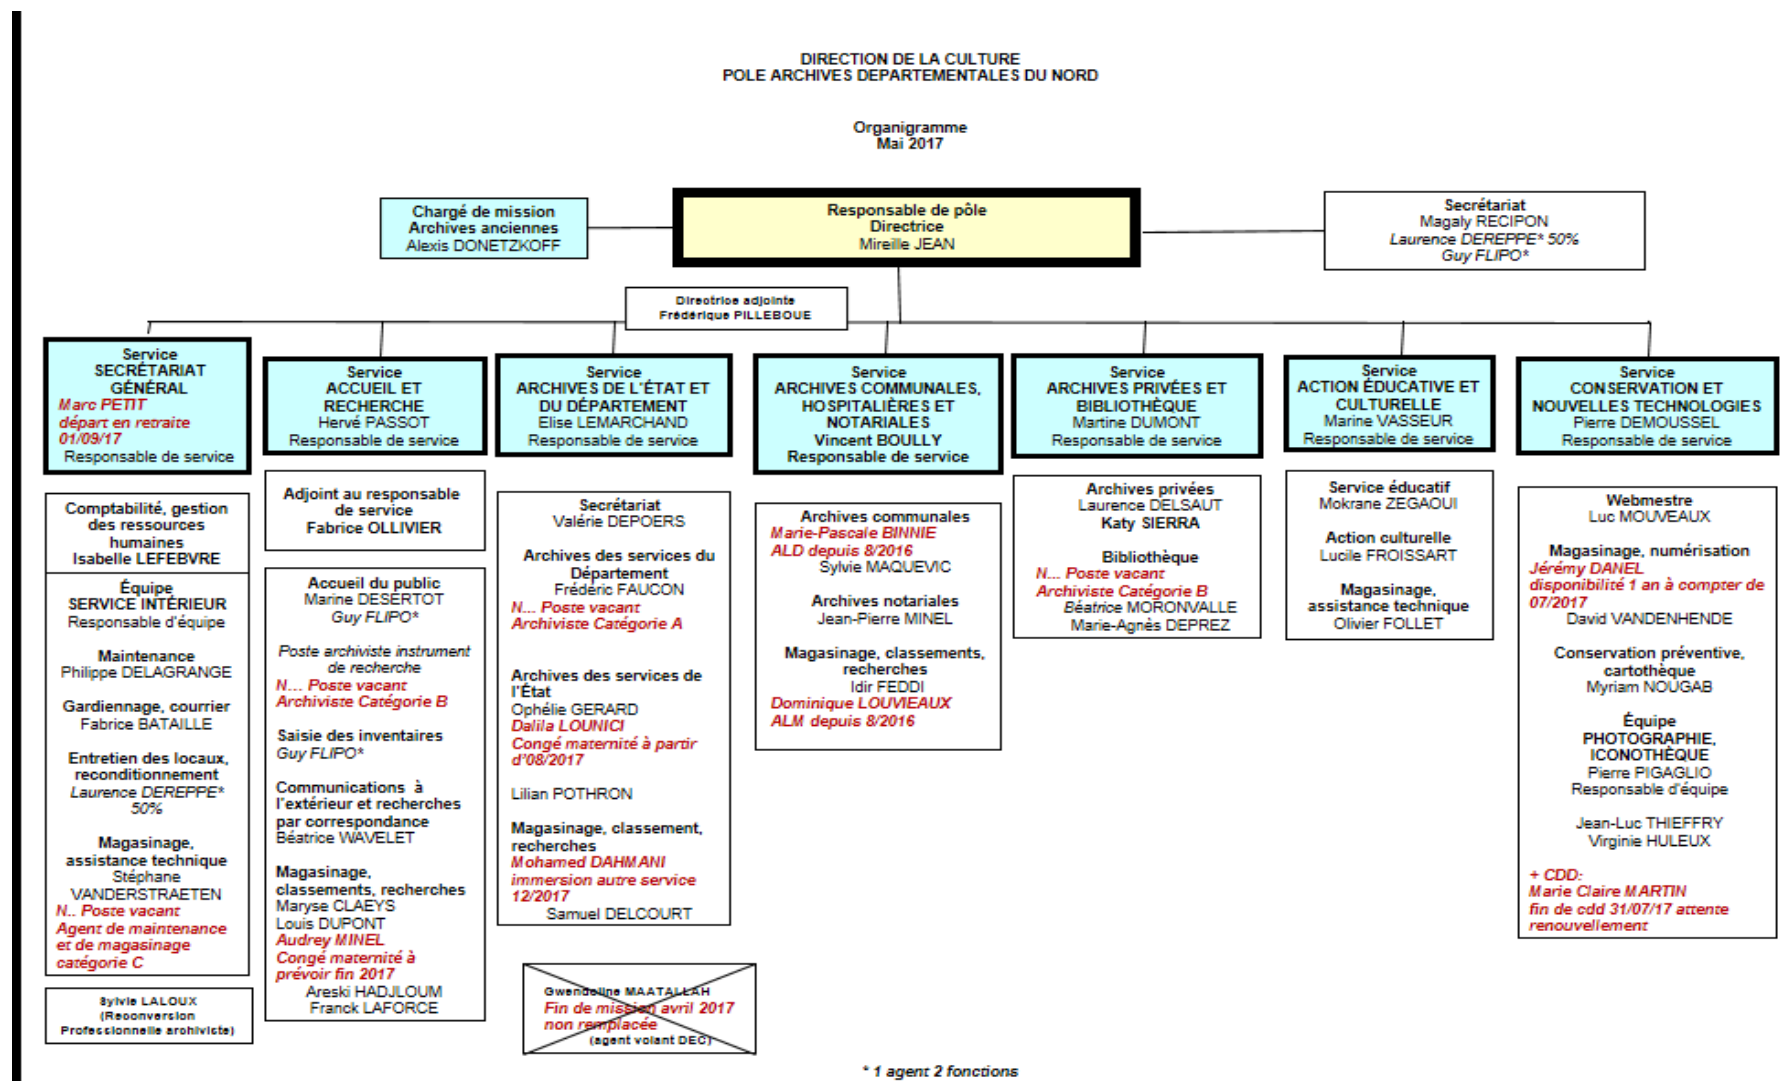 DIRECTION DE LA CULTURE
POLE ARCHIVES DEPARTEMENTALES DU NORD
Organigramme
Mai 2017
Chargé de mission
Archives anciennes
Alexis DONETZKOFF
Responsable de pôle
Directrice
Mireille JEAN
Secrétariat
Magaly RECIPON
Laurence DEREPPE* 50%
Guy FLIPO*
Directrice adjointe
Frédérique PILLEBOUE
Service
SECRÉTARIAT
GÉNÉRAL
Marc PETIT
départ en retraite
01/09/17
Responsable de service
Comptabilité, gestion
des ressources
humaines
Isabelle LEFEBVRE
Équipe
SERVICE INTÉRIEUR
Responsable d'équipe
Maintenance
Philippe DELAGRANGE
Gardiennage, courrier
Fabrice BATAILLE
Entretien des locaux,
reconditionnement
Laurence DEREPPE*
50%
Magasinage,
assistance technique
Stéphane
VANDERSTRAETEN
N.. Poste vacant
Agent de maintenance
et de magasinage
catégorie C
Sylvie LALOUX
(Reconversion
Professionnelle archiviste)
Service
ACCUEIL ET
RECHERCHE
Hervé PASSOT
Responsable de service
Adjoint au responsable
de service
Fabrice OLLIVIER
Accueil du public
Marine DESERTOT
Guy FLIPO*
Poste archiviste instrument
de recherche
N... Poste vacant
Archiviste Catégorie B
Saisie des inventaires
Guy FLIPO*
Communications à
l'extérieur et recherches
par correspondance
Béatrice WAVELET
Magasinage,
classements, recherches
Maryse CLAEYS
Louis DUPONT
Audrey MINEL
Congé maternité à
prévoir fin 2017
Areski HADJLOUM
Franck LAFORCE
Service
ARCHIVES DE L'ÉTAT ET
DU DÉPARTEMENT
Elise LEMARCHAND
Responsable de service
Secrétariat
Valérie DEPOERS
Archives des services du
Département
Frédéric FAUCON
N... Poste vacant
Archiviste Catégorie A
Archives des services de
l'État
Ophélie GERARD
Dalila LOUNICI
Congé maternité à partir
d'08/2017
Lilian POTHRON
Magasinage, classement,
recherches
Mohamed DAHMANI
immersion autre service
12/2017
Samuel DELCOURT
Gwendoline MAATALLAH
Fin de mission avril 2017
non remplacée
(agent volant DEC)
Service
ARCHIVES COMMUNALES,
HOSPITALIÈRES ET
NOTARIALES
Vincent BOULLY
Responsable de service
Archives communales
Marie-Pascale BINNIE
ALD depuis 8/2016
Sylvie MAQUEVIC
Archives notariales
Jean-Pierre MINEL
Magasinage, classements,
recherches
Idir FEDDI
Dominique LOUVIEAUX
ALM depuis 8/2016
Service
ARCHIVES PRIVÉES ET
BIBLIOTHÈQUE
Martine DUMONT
Responsable de service
Archives privées
Laurence DELSAUT
Katy SIERRA
Bibliothèque
N... Poste vacant
Archiviste Catégorie B
Béatrice MORONVALLE
Marie-Agnès DEPREZ
Service
ACTION ÉDUCATIVE ET
CULTURELLE
Marine VASSEUR
Responsable de service
Service éducatif
Mokrane ZEGAOUI
Action culturelle
Lucile FROISSART
Magasinage,
assistance technique
Olivier FOLLET
Service
CONSERVATION ET
NOUVELLES TECHNOLOGIES
Pierre DEMOUSSEL
Responsable de service
Webmestre
Luc MOUVEAUX
Magasinage, numérisation
Jérémy DANEL
disponibilité 1 an à compter de
07/2017
David VANDENHENDE
Conservation préventive,
cartothèque
Myriam NOUGAB
Équipe
PHOTOGRAPHIE,
ICONOTHÈQUE
Pierre PIGAGLIO
Responsable d'équipe
Jean-Luc THIEFFRY
Virginie HULEUX
+ CDD:
Marie Claire MARTIN
fin de cdd 31/07/17 attente
renouvellement
* 1 agent 2 fonctions